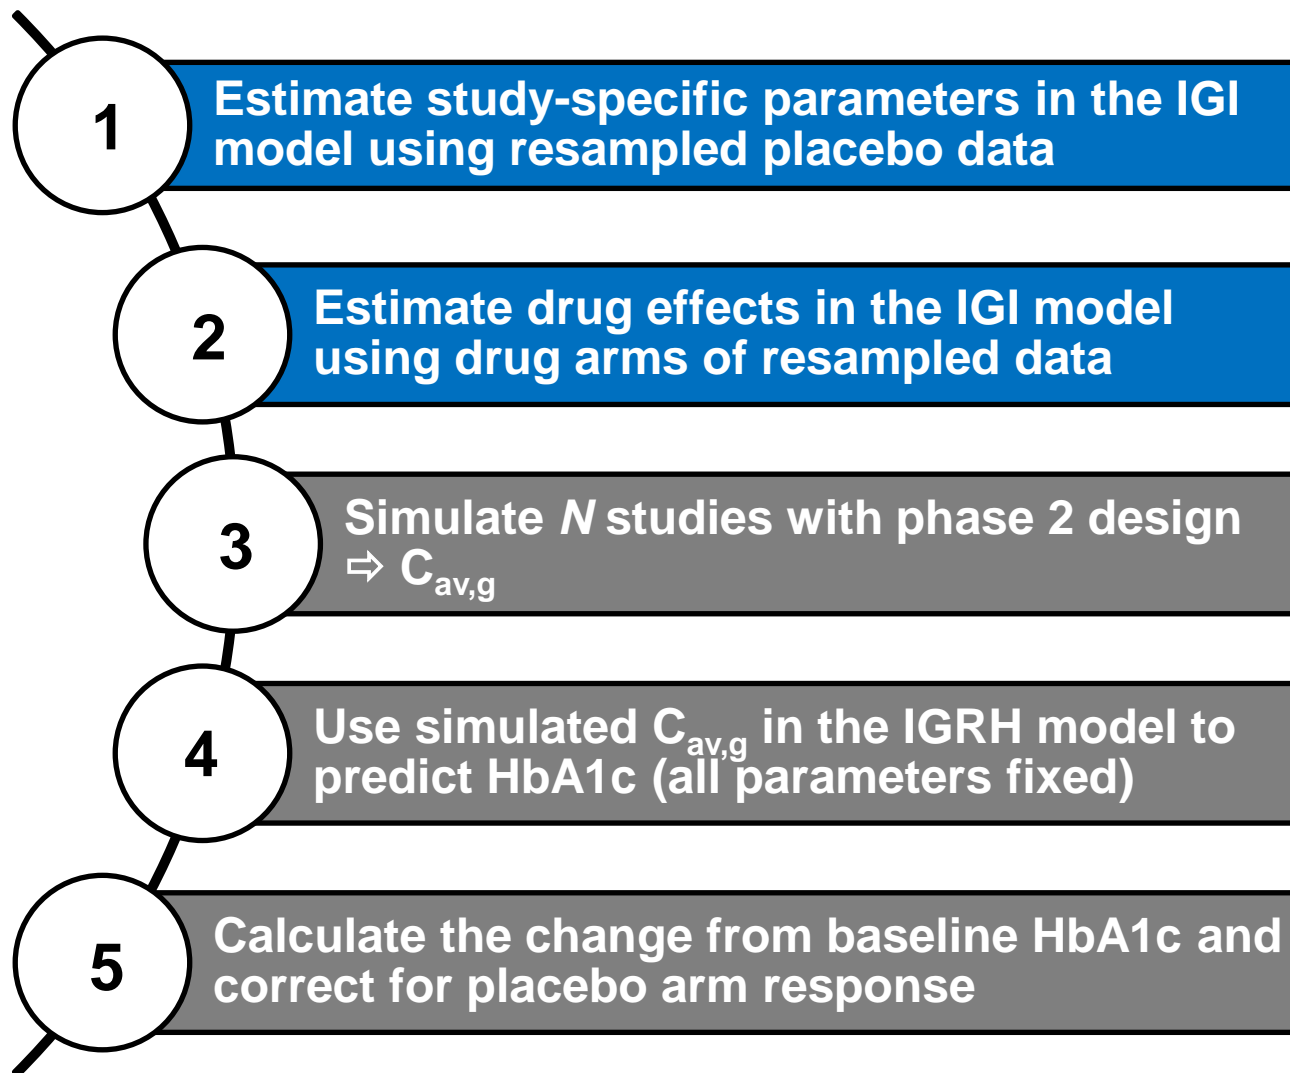 1
Estimate study-specific parameters in the IGI
model using resampled placebo data
2
Estimate drug effects in the IGI model
using drug arms of resampled data
3
Simulate N studies with phase 2 design
⇨ Cav,g
4
Use simulated Cav,g in the IGRH model to
predict HbA1c (all parameters fixed)
5
Calculate the change from baseline HbA1c and
correct for placebo arm response